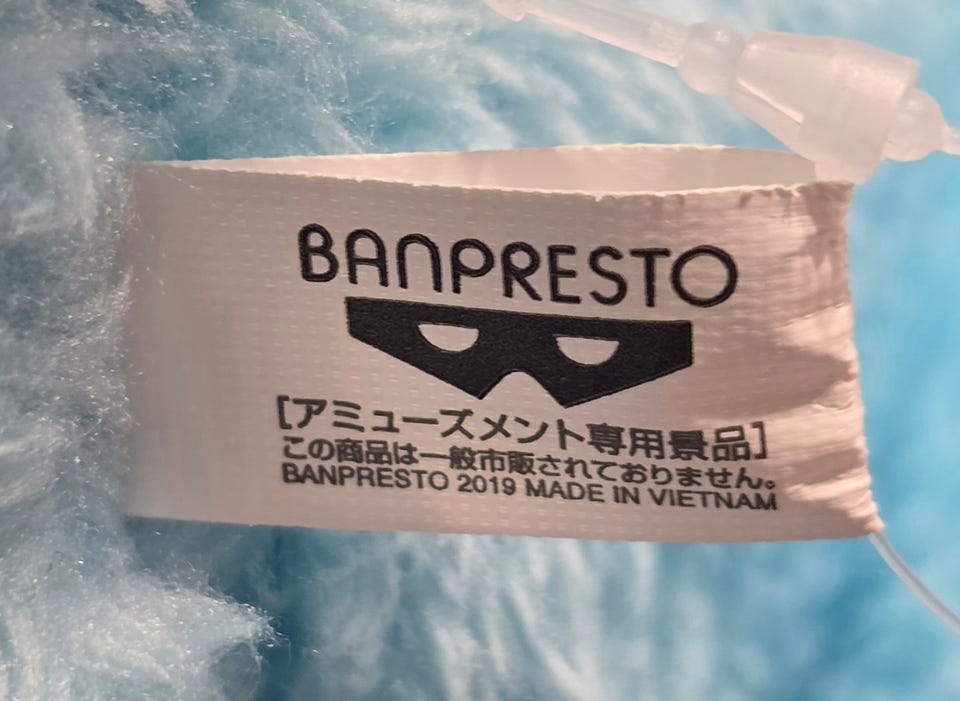 BANPRESTO
[アミューズメント専用景品]
この商品は一般市販されておりません。
BANPRESTO 2019 MADE IN VIETNAM